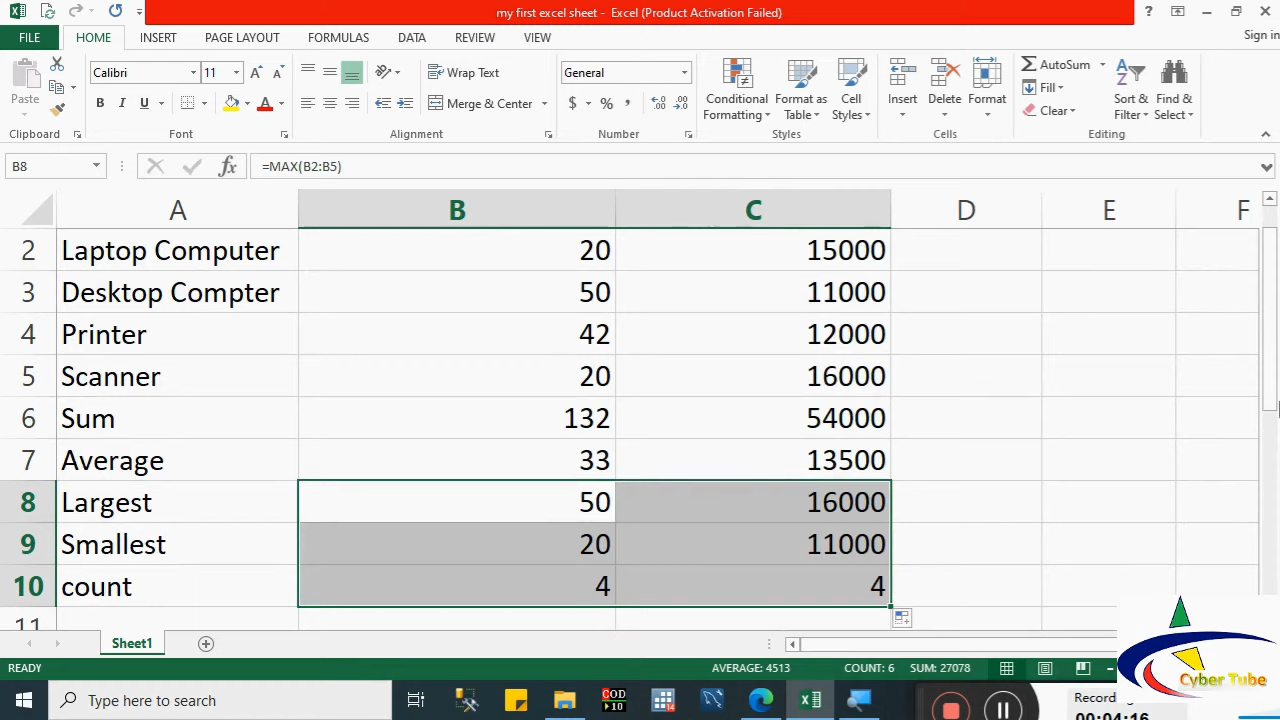 my first excel sheet - Excel (Product Activation Failed)
FILE HOME INSERT PAGE LAYOUT FORMULAS DATA REVIEW VIEW Sign in
Calibri 11 Wrap Text General AutoSum
Fill
Paste B I U Merge & Center $ % , Conditional Formatting Format as Table Cell Styles Insert Delete Format Clear Sort & Filter Find & Select
Clipboard Font Alignment Number Styles Cells Editing
B8 fx =MAX(B2:B5)
A B C D E F
2 Laptop Computer 20 15000
3 Desktop Compter 50 11000
4 Printer 42 12000
5 Scanner 20 16000
6 Sum 132 54000
7 Average 33 13500
8 Largest 50 16000
9 Smallest 20 11000
10 count 4 4
11
Sheet1
READY AVERAGE: 4513 COUNT: 6 SUM: 27078
Cyber Tube
Type here to search
COD
10
Recorc
00:04:16